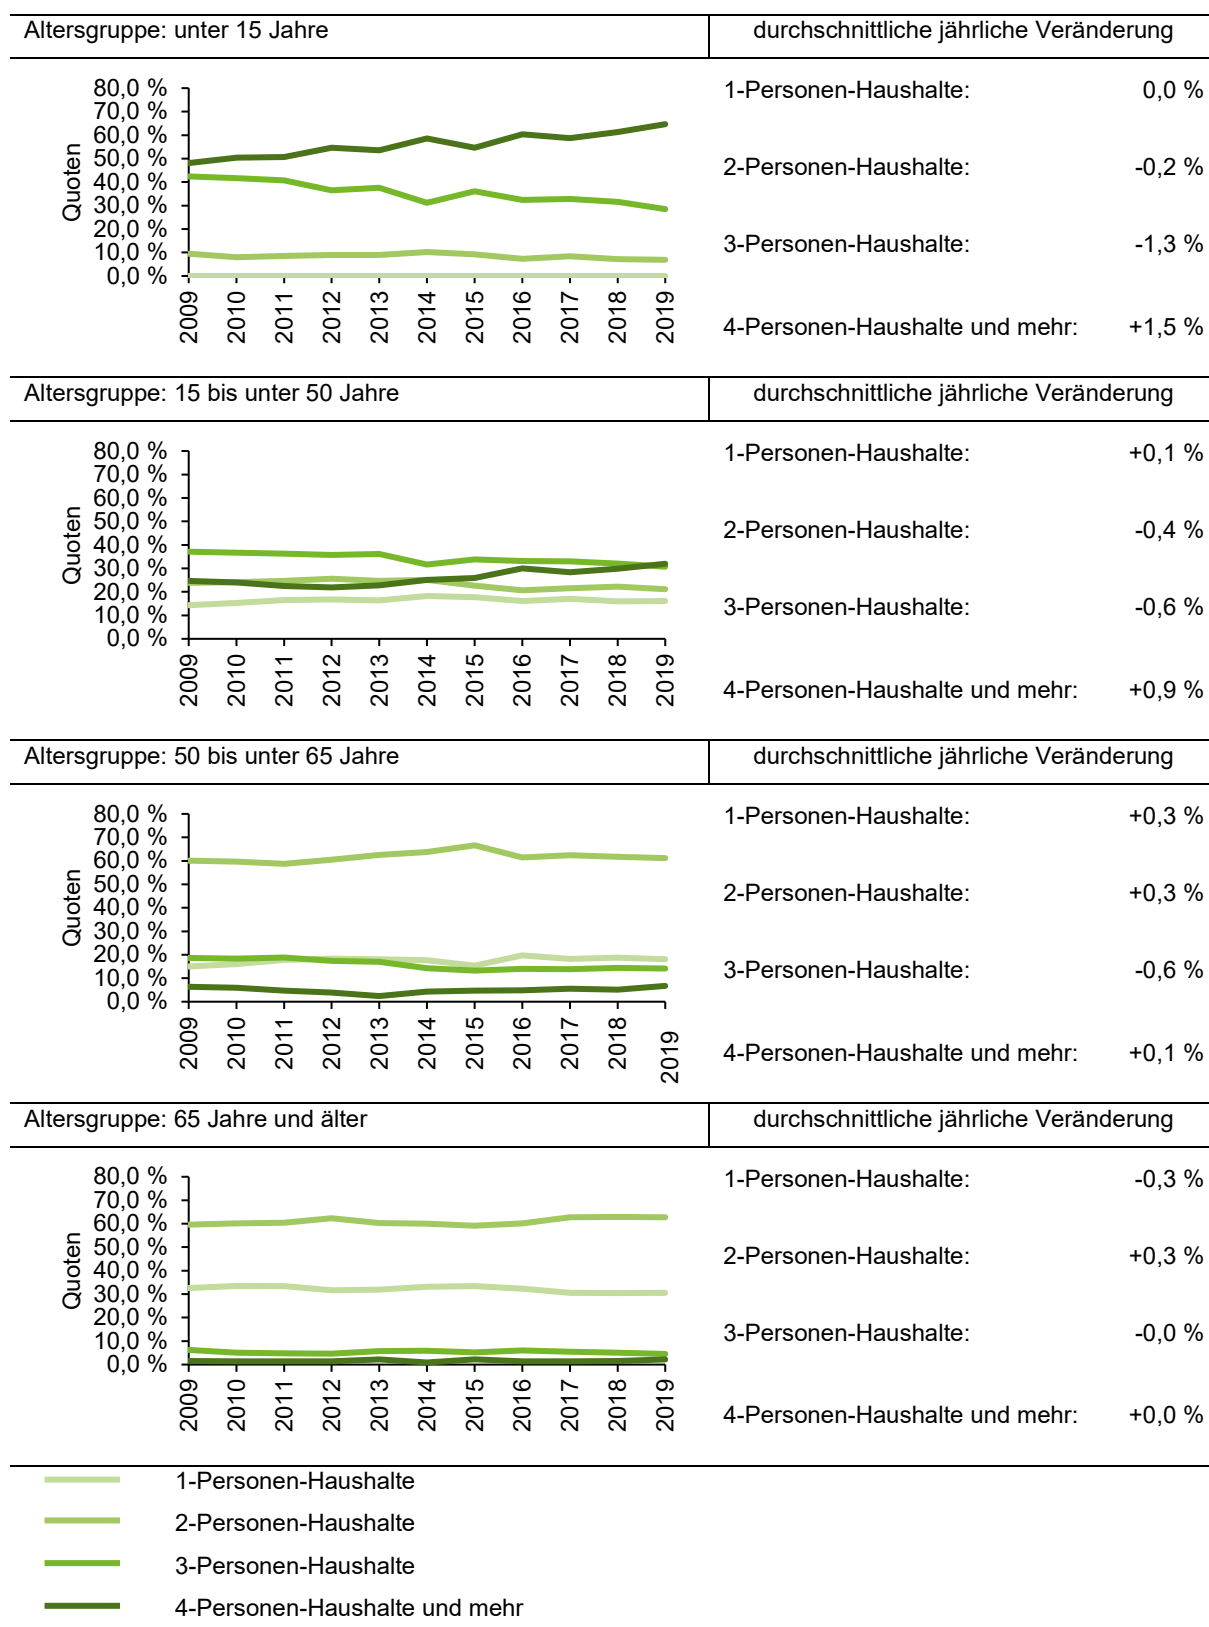 Altersgruppe: unter 15 Jahre
durchschnittliche jährliche Veränderung
Quoten
80,0 %
70,0 %
60,0 %
50,0 %
40,0 %
30,0 %
20,0 %
10,0 %
0,0 %
2009
2010
2011
2012
2013
2014
2015
2016
2017
2018
2019
1-Personen-Haushalte: 0,0 %
2-Personen-Haushalte: -0,2 %
3-Personen-Haushalte: -1,3 %
4-Personen-Haushalte und mehr: +1,5 %
Altersgruppe: 15 bis unter 50 Jahre
durchschnittliche jährliche Veränderung
Quoten
80,0 %
70,0 %
60,0 %
50,0 %
40,0 %
30,0 %
20,0 %
10,0 %
0,0 %
2009
2010
2011
2012
2013
2014
2015
2016
2017
2018
2019
1-Personen-Haushalte: +0,1 %
2-Personen-Haushalte: -0,4 %
3-Personen-Haushalte: -0,6 %
4-Personen-Haushalte und mehr: +0,9 %
Altersgruppe: 50 bis unter 65 Jahre
durchschnittliche jährliche Veränderung
Quoten
80,0 %
70,0 %
60,0 %
50,0 %
40,0 %
30,0 %
20,0 %
10,0 %
0,0 %
2009
2010
2011
2012
2013
2014
2015
2016
2017
2018
2019
1-Personen-Haushalte: +0,3 %
2-Personen-Haushalte: +0,3 %
3-Personen-Haushalte: -0,6 %
4-Personen-Haushalte und mehr: +0,1 %
Altersgruppe: 65 Jahre und älter
durchschnittliche jährliche Veränderung
Quoten
80,0 %
70,0 %
60,0 %
50,0 %
40,0 %
30,0 %
20,0 %
10,0 %
0,0 %
2009
2010
2011
2012
2013
2014
2015
2016
2017
2018
2019
1-Personen-Haushalte: -0,3 %
2-Personen-Haushalte: +0,3 %
3-Personen-Haushalte: -0,0 %
4-Personen-Haushalte und mehr: +0,0 %
1-Personen-Haushalte
2-Personen-Haushalte
3-Personen-Haushalte
4-Personen-Haushalte und mehr